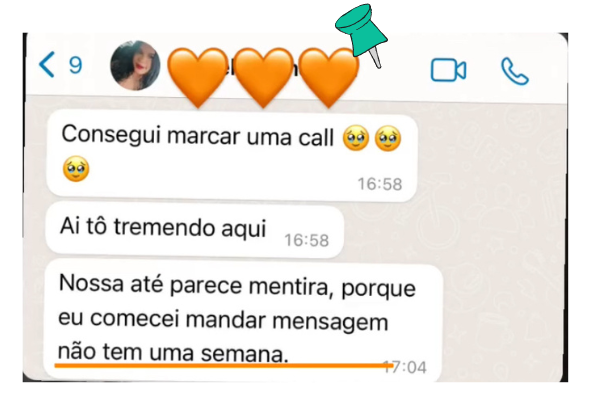 9
Consegui marcar uma call 🥹🥹
🥹
16:58
Ai tô tremendo aqui 16:58
Nossa até parece mentira, porque
eu comecei mandar mensagem
não tem uma semana.
17:04